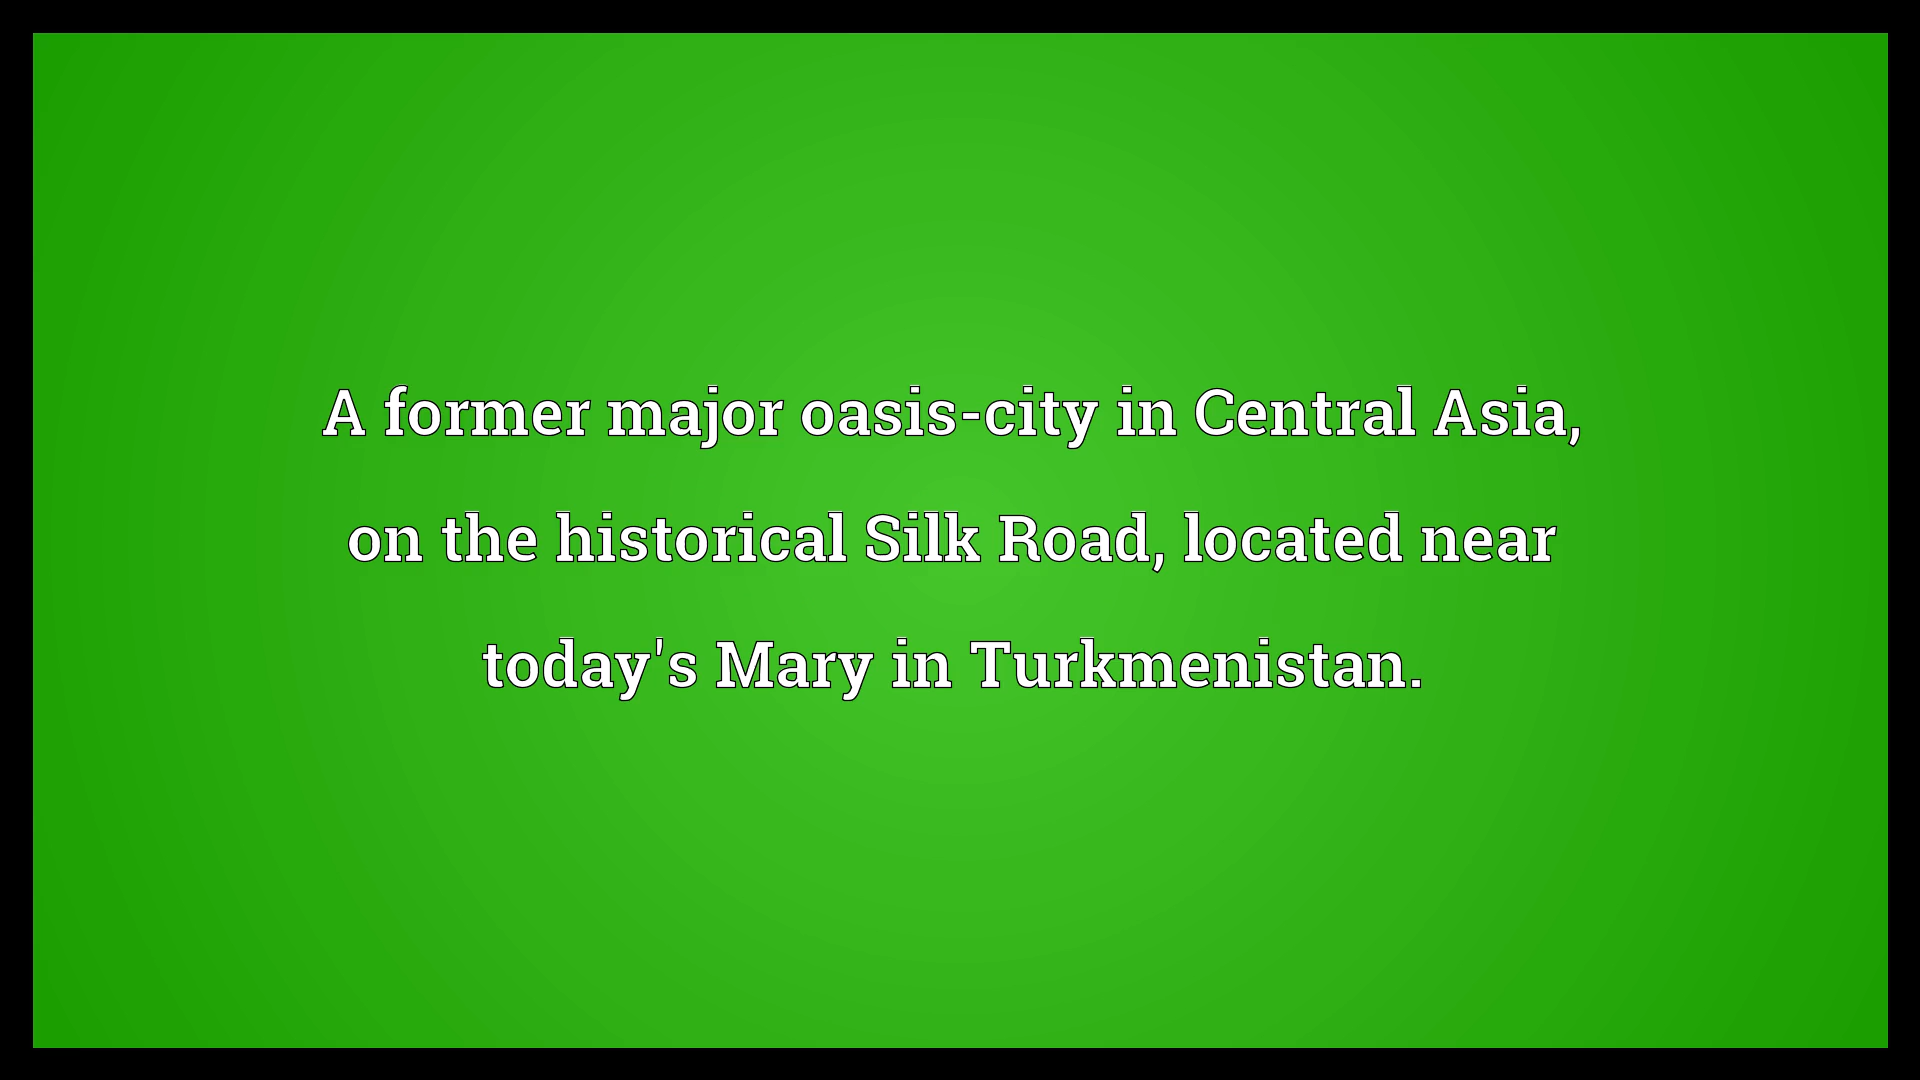 A former major oasis-city in Central Asia,
on the historical Silk Road, located near
today's Mary in Turkmenistan.